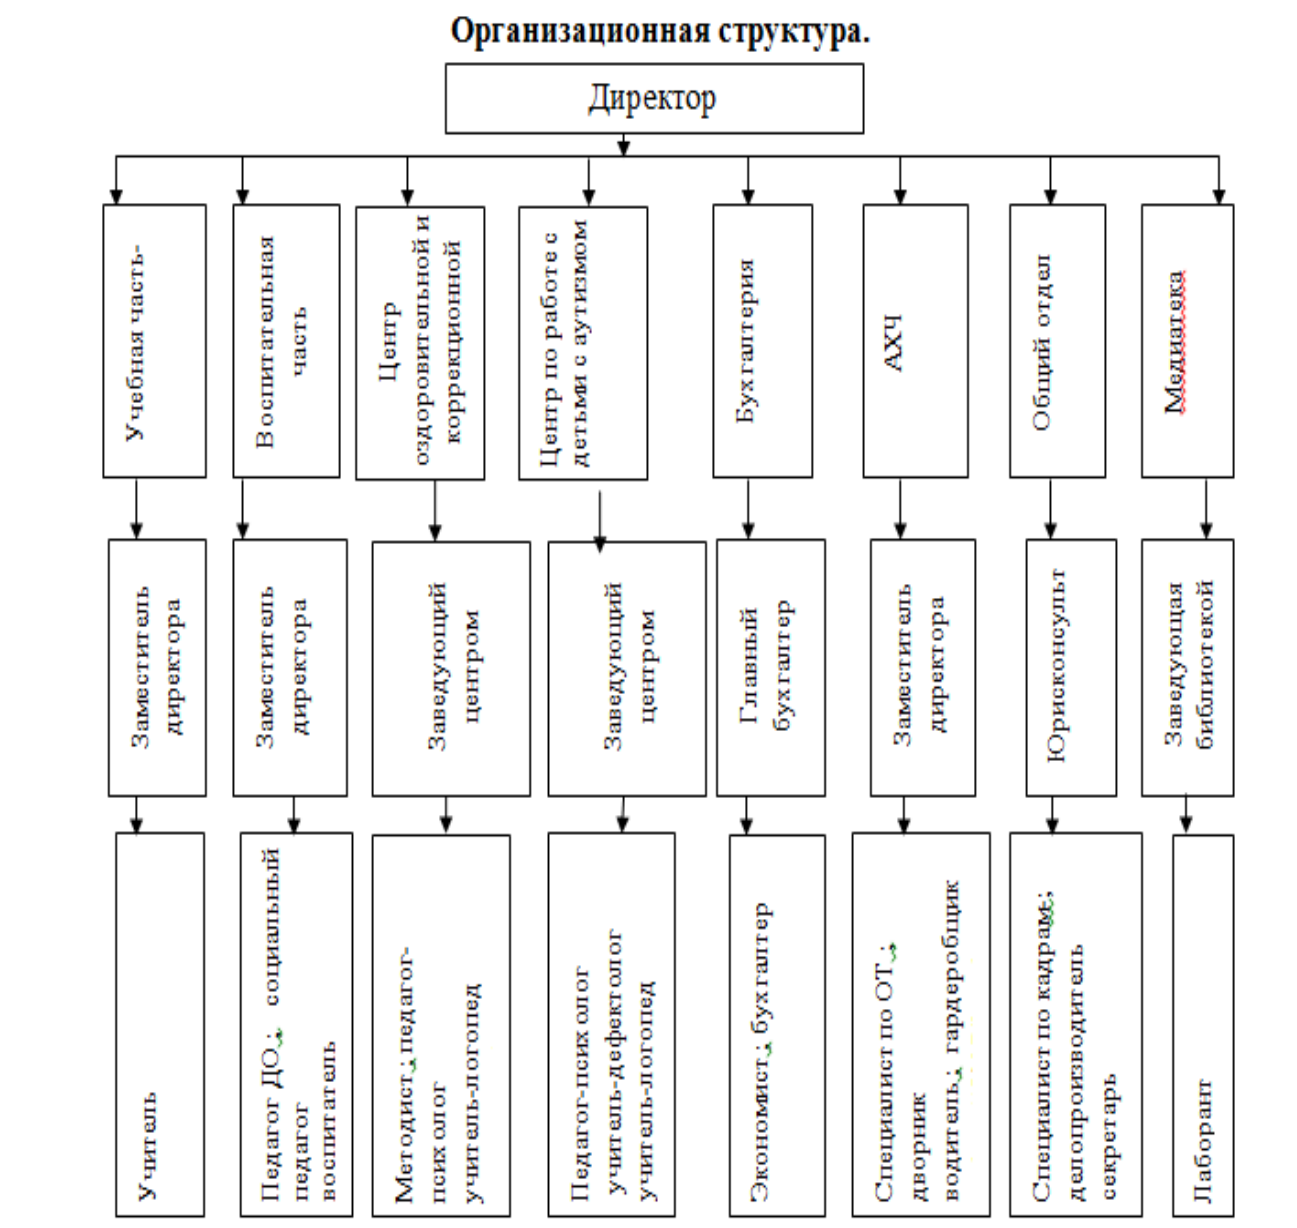 Организационная структура.
Директор
Учебная часть-
Воспитательная
часть
Центр
оздоровительной и
коррекционной
Центр по работе с
детьми с аутизмом
Бухгалтерия
АХЧ
Общий отдел
Медиатека
Заместитель
директора
Заместитель
директора
Заведующий
центром
Заведующий
центром
Главный
бухгалтер
Заместитель
директора
Юрисконсульт
Заведующая
библиотекой
Учитель
Педагог ДО ; социальный
педагог
воспитатель
Методист ; педагог-
психолог
учитель-логопед
Педагог-психолог
учитель-дефектолог
учитель-логопед
Экономист ; бухгалтер
Специалист по ОТ ;
дворник
водитель ; гардеробщик
Специалист по кадрам ;
делопроизводитель
секретарь
Лаборант